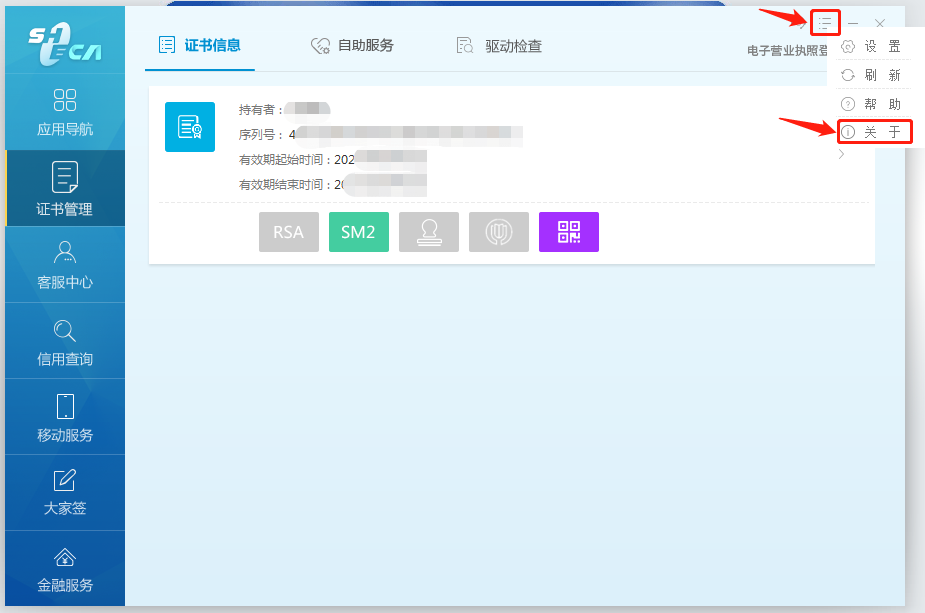 SHECA
应用导航
证书管理
客服中心
信用查询
移动服务
大家签
金融服务
证书信息
自助服务
驱动检查
电子营业执照登
设 置
刷 新
帮 助
关 于
持有者：
序列号： 4
有效期起始时间：202
有效期结束时间：20
RSA
SM2